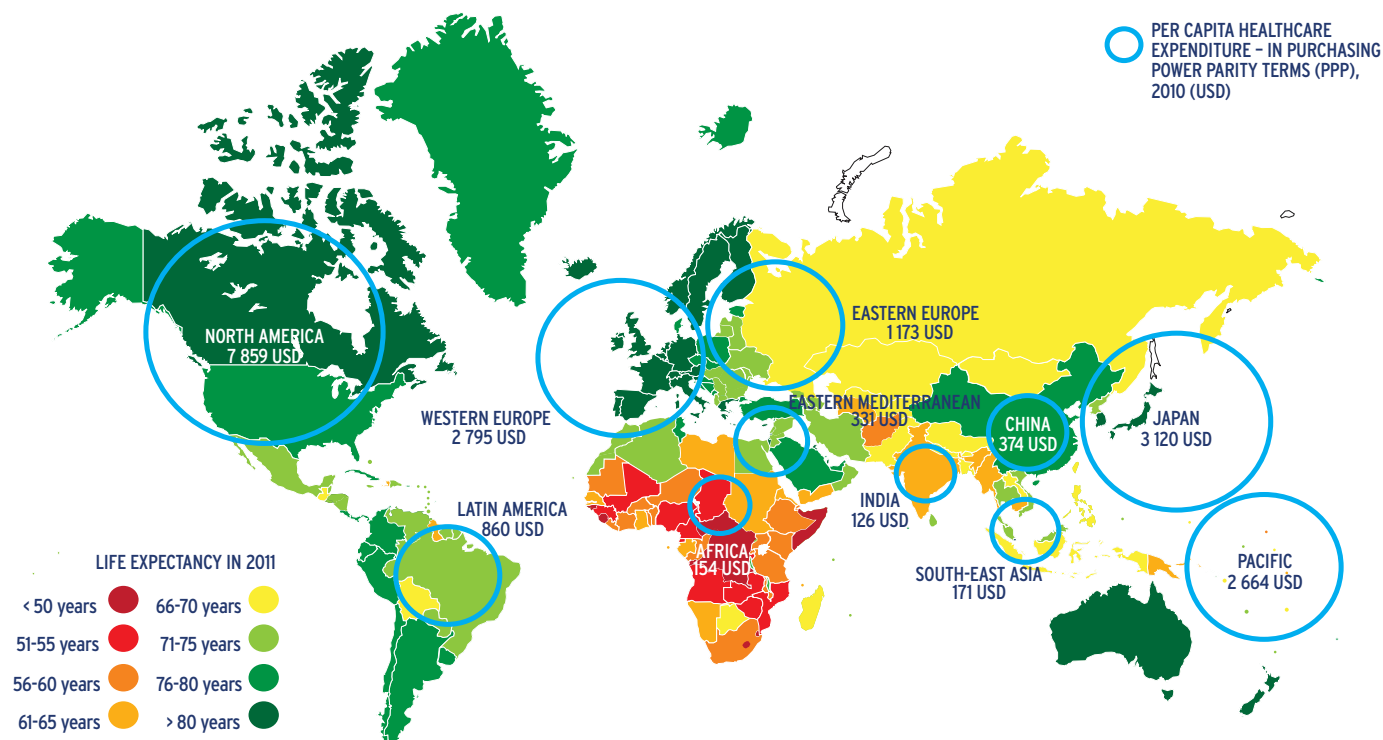 PER CAPITA HEALTHCARE
EXPENDITURE – IN PURCHASING
POWER PARITY TERMS (PPP),
2010 (USD)
NORTH AMERICA
7 859 USD
WESTERN EUROPE
2 795 USD
EASTERN EUROPE
1 173 USD
EASTERN MEDITERRANEAN
331 USD
CHINA
374 USD
JAPAN
3 120 USD
INDIA
126 USD
LATIN AMERICA
860 USD
AFRICA
154 USD
SOUTH-EAST ASIA
171 USD
PACIFIC
2 664 USD
LIFE EXPECTANCY IN 2011
< 50 years
66-70 years
51-55 years
71-75 years
56-60 years
76-80 years
61-65 years
> 80 years